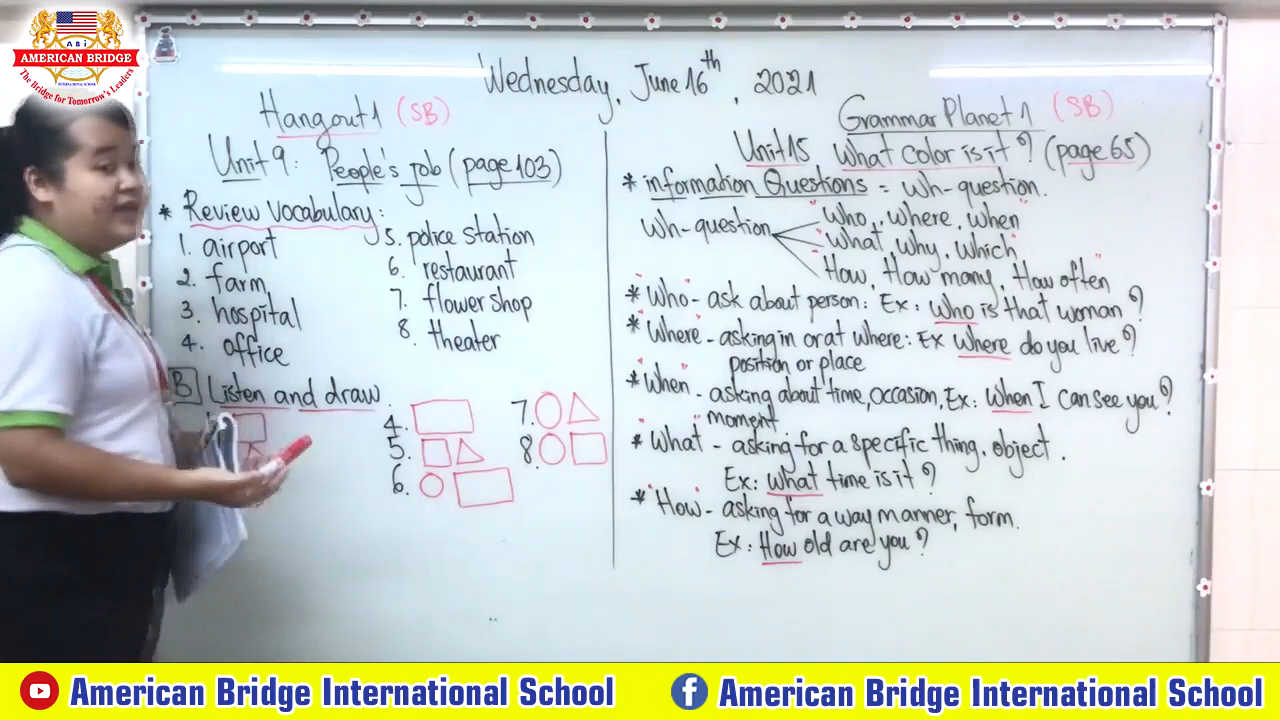 ABi
AMERICAN BRIDGE
INTERNATIONAL SCHOOL
The Bridge for Tomorrow's Leaders
Wednesday, June 16th, 2021
Hangout 1 (SB)
Unit 9: People's job (page 103)
* Review vocabulary:
1. airport
2. farm
3. hospital
4. office
5. police station
6. restaurant
7. flower shop
8. theater
B Listen and draw.
4.
5.
6.
7.
8.
Grammar Planet 1 (SB)
Unit 15 What color is it? (page 65)
* information Questions = Wh-question.
Wh-question
"Who, where, when"
"What, why, which"
"How, How many, How often"
* "Who" - ask about person: Ex: Who is that woman?
* "Where" - asking in or at where: Ex Where do you live?
position or place
* "When" - asking about time, occasion, Ex: When I can see you?
moment
* "What" - asking for a specific thing, object.
Ex: What time is it?
* "How" - asking for a way manner, form.
Ex: How old are you?
American Bridge International School
American Bridge International School